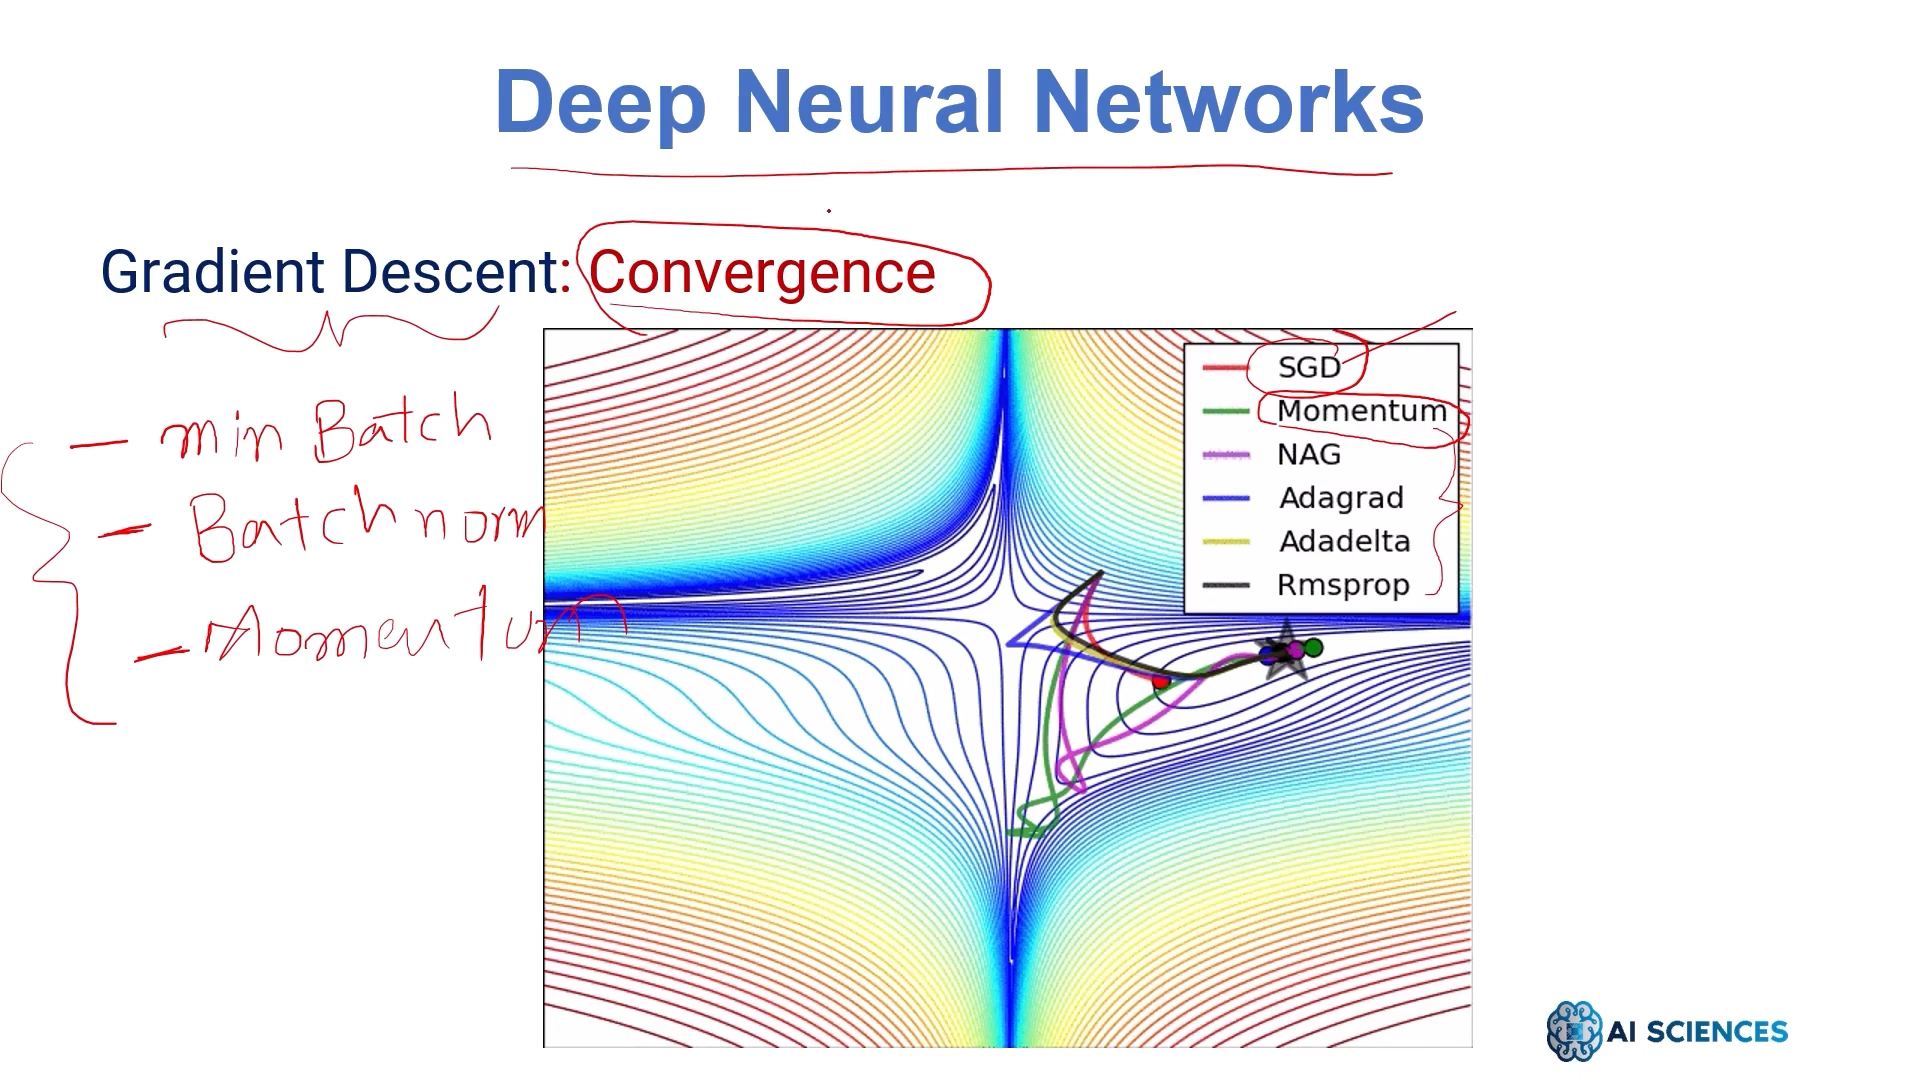 Deep Neural Networks
Gradient Descent: Convergence
SGD
Momentum
NAG
Adagrad
Adadelta
Rmsprop
- min Batch
- Batch norm
- Momentum
AI SCIENCES